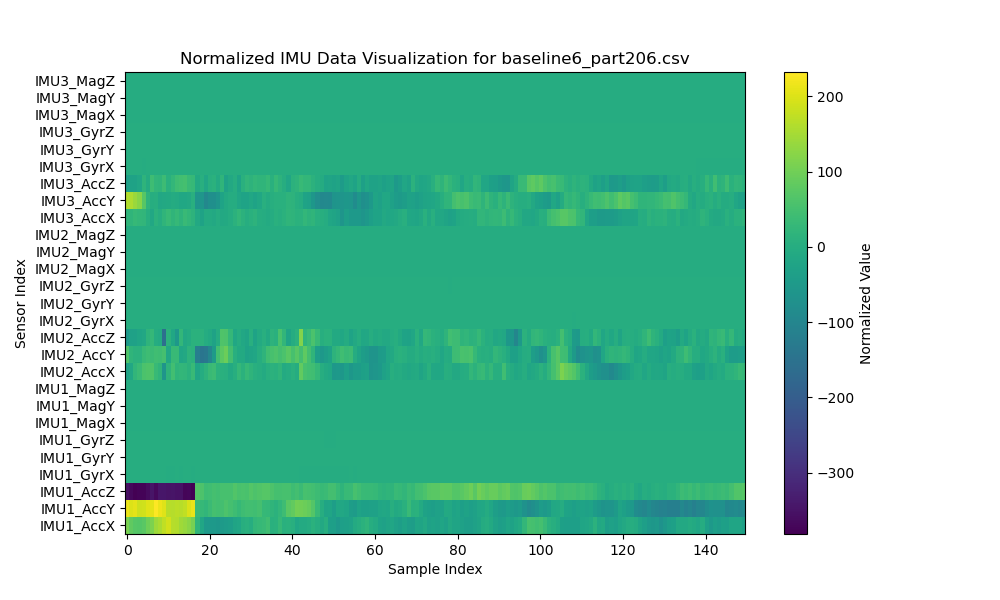 Normalized IMU Data Visualization for baseline6_part206.csv
Sensor Index
IMU3_MagZ
IMU3_MagY
IMU3_MagX
IMU3_GyrZ
IMU3_GyrY
IMU3_GyrX
IMU3_AccZ
IMU3_AccY
IMU3_AccX
IMU2_MagZ
IMU2_MagY
IMU2_MagX
IMU2_GyrZ
IMU2_GyrY
IMU2_GyrX
IMU2_AccZ
IMU2_AccY
IMU2_AccX
IMU1_MagZ
IMU1_MagY
IMU1_MagX
IMU1_GyrZ
IMU1_GyrY
IMU1_GyrX
IMU1_AccZ
IMU1_AccY
IMU1_AccX
0 20 40 60 80 100 120 140
Sample Index
200
100
0
−100
−200
−300
Normalized Value